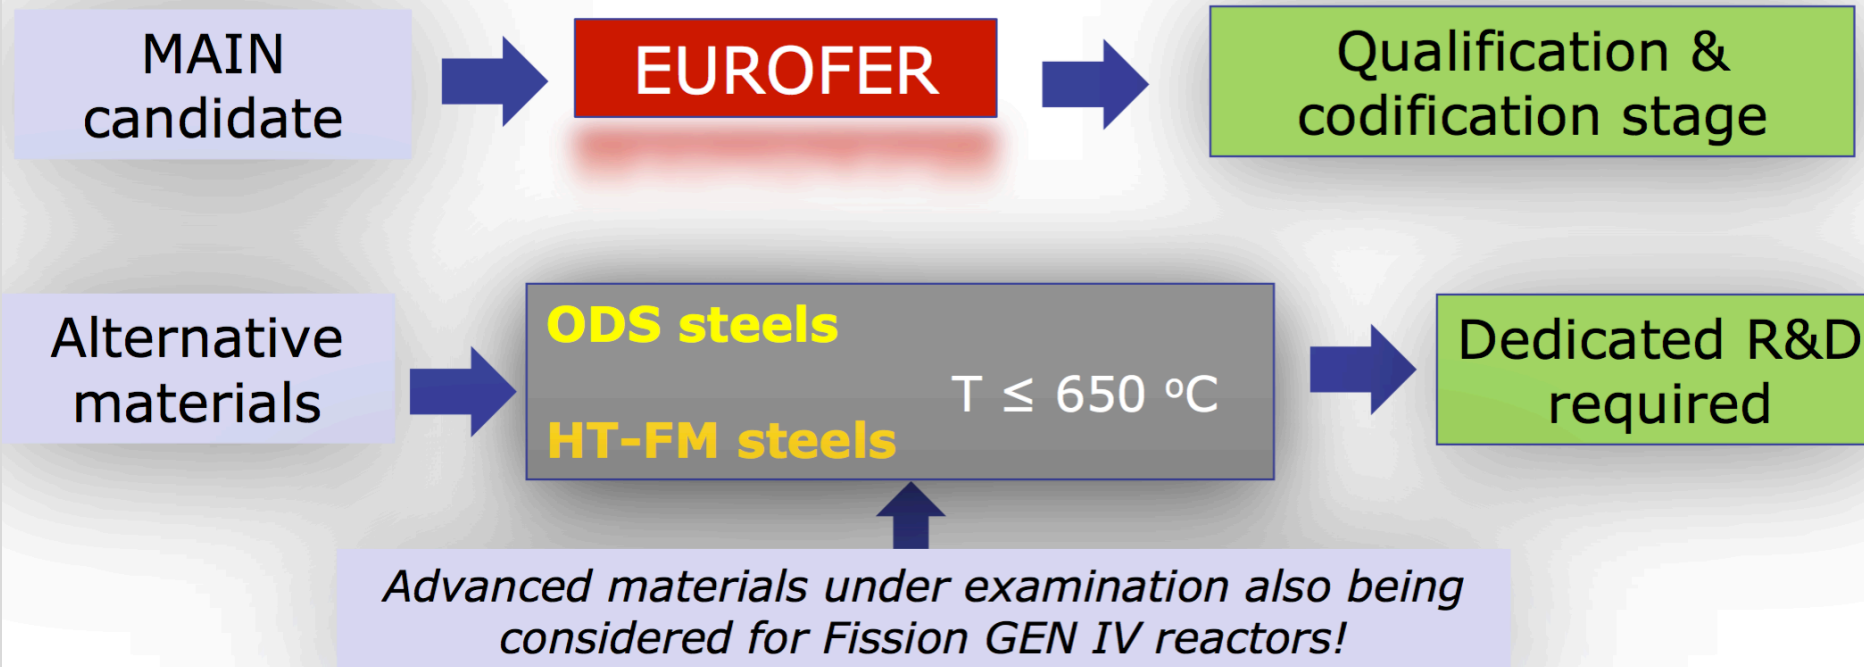 MAIN
candidate
EUROFER
Qualification &
codification stage
Alternative
materials
ODS steels
T ≤ 650 ºC
HT-FM steels
Dedicated R&D
required
Advanced materials under examination also being
considered for Fission GEN IV reactors!